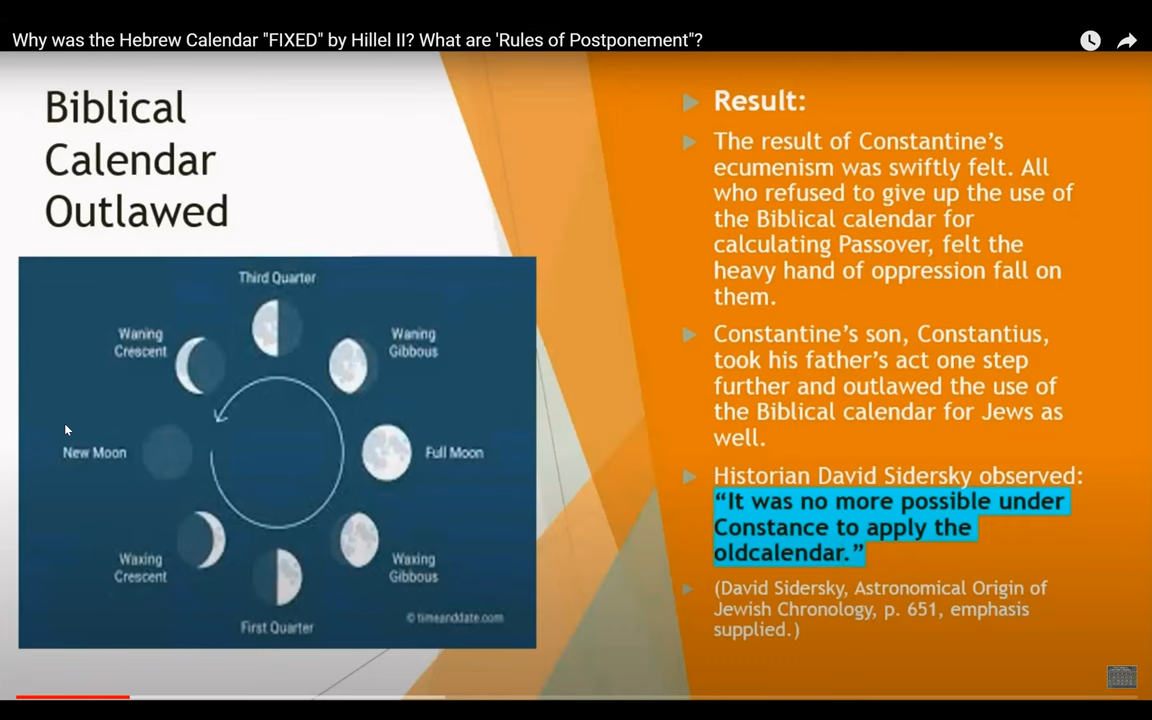 Why was the Hebrew Calendar "FIXED" by Hillel II? What are 'Rules of Postponement"?
Biblical
Calendar
Outlawed
Third Quarter
Waning
Crescent
Waning
Gibbous
New Moon
Full Moon
Waxing
Crescent
Waxing
Gibbous
First Quarter
© timeanddate.com
Result:
The result of Constantine’s
ecumenism was swiftly felt. All
who refused to give up the use of
the Biblical calendar for
calculating Passover, felt the
heavy hand of oppression fall on
them.
Constantine’s son, Constantius,
took his father’s act one step
further and outlawed the use of
the Biblical calendar for Jews as
well.
Historian David Sidersky observed:
“It was no more possible under
Constance to apply the
oldcalendar.”
(David Sidersky, Astronomical Origin of
Jewish Chronology, p. 651, emphasis
supplied.)